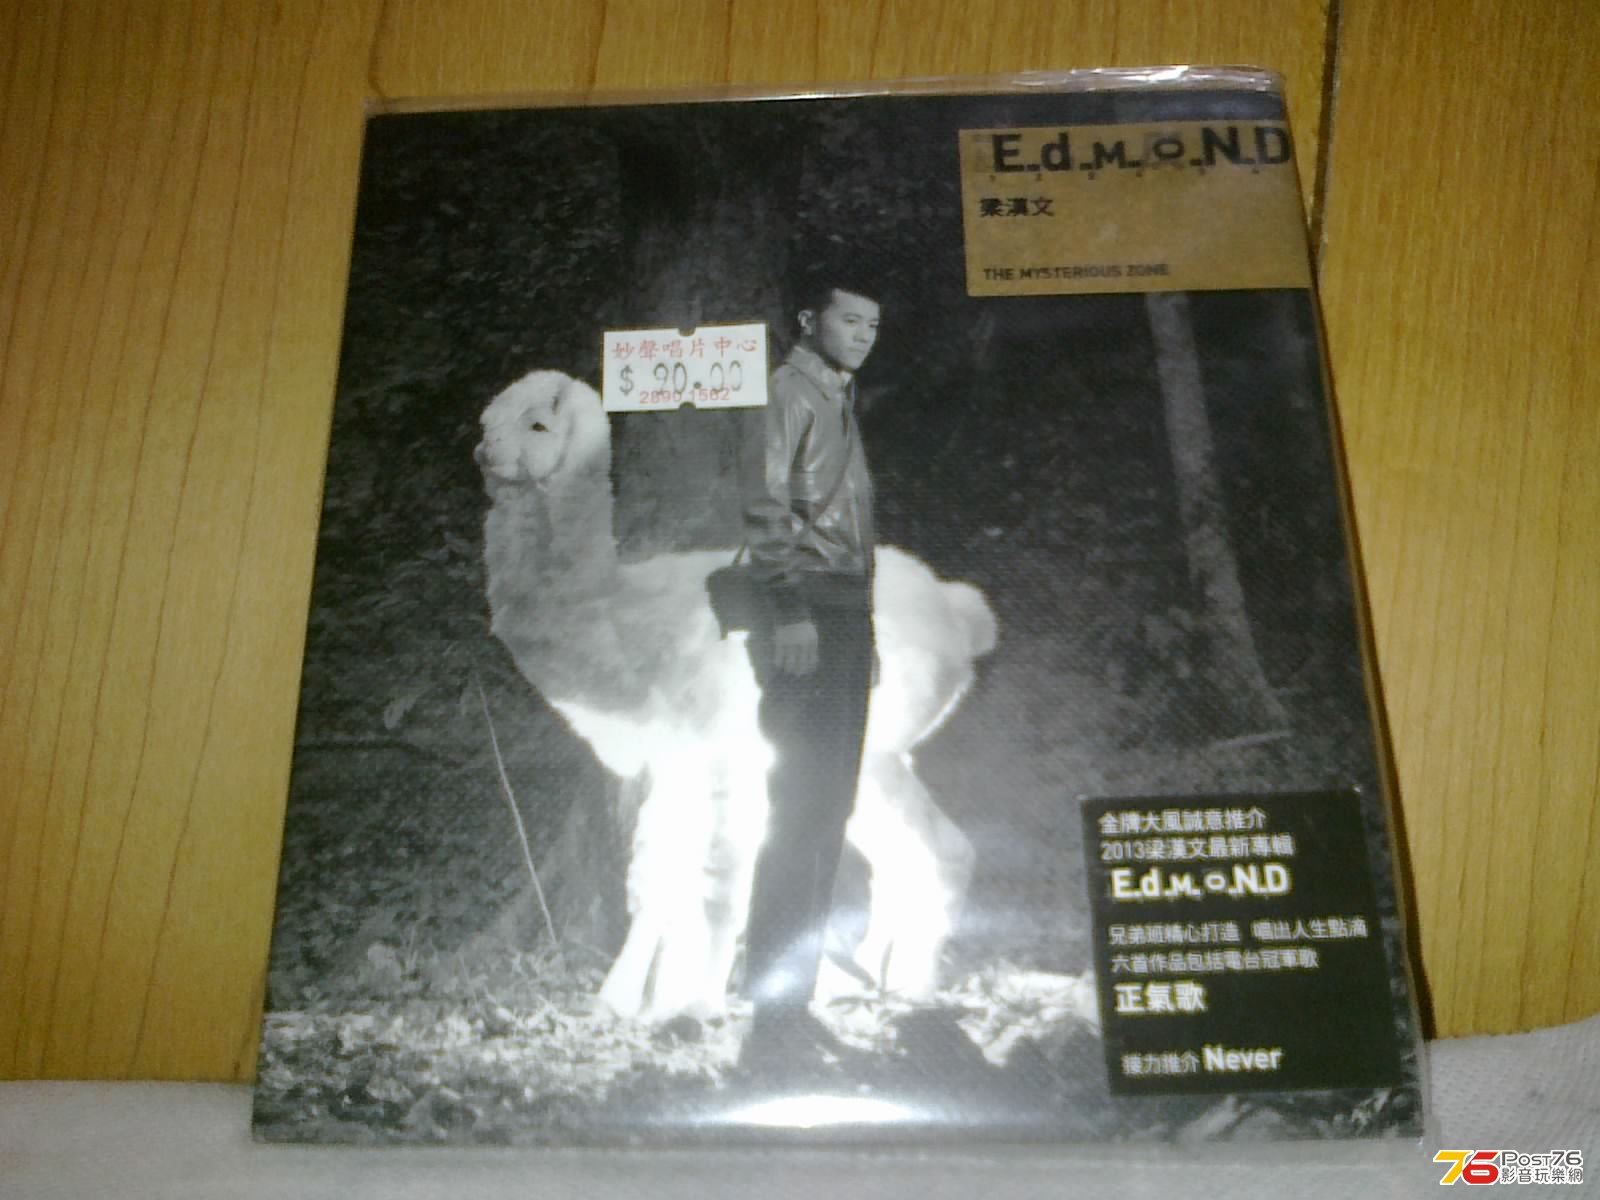 E.d.M.O.N.D
梁漢文
THE MYSTERIOUS ZONE
妙聲唱片中心
$ 90.00
2890 1562
金牌大風誠意推介
2013梁漢文最新專輯
E.d.M.O.N.D
兄弟班精心打造 唱出人生點滴
六首作品包括電台冠軍歌
正氣歌
接力推介 Never
76 POST76
影音玩樂網